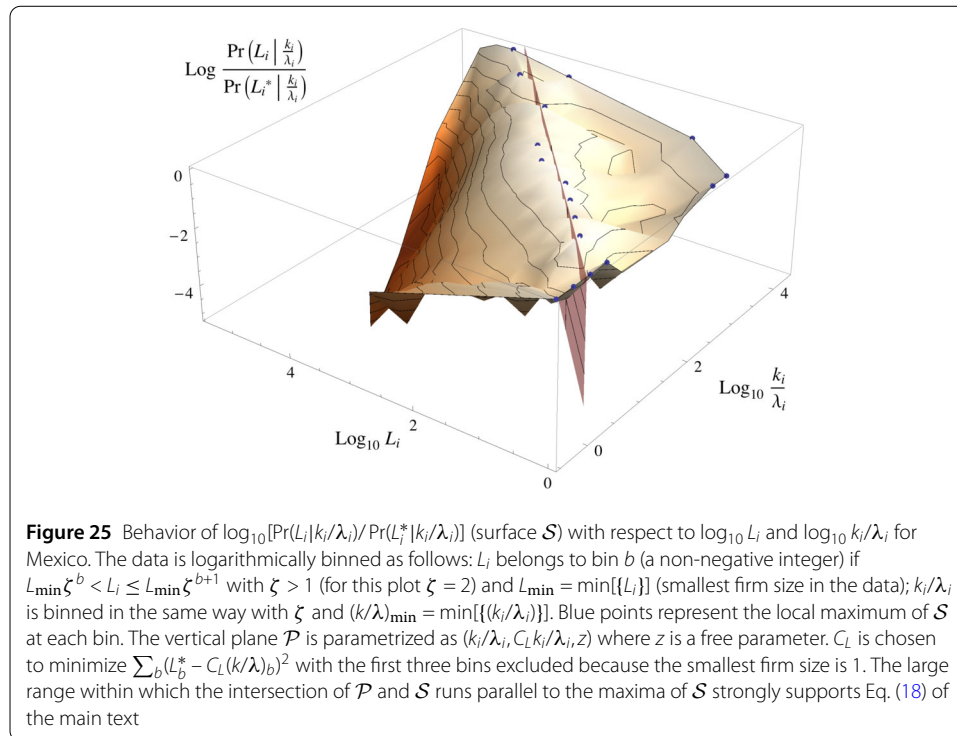 Log Pr(L_i | k_i/λ_i) / Pr(L_i* | k_i/λ_i)
0
−2
−4
4
2
0
Log₁₀ L_i
0
2
4
Log₁₀ k_i/λ_i
Figure 25 Behavior of log₁₀[Pr(L_i|k_i/λ_i)/Pr(L_i*|k_i/λ_i)] (surface 𝓢) with respect to log₁₀ L_i and log₁₀ k_i/λ_i for
Mexico. The data is logarithmically binned as follows: L_i belongs to bin b (a non-negative integer) if
L_min ζ^b < L_i ≤ L_min ζ^(b+1) with ζ > 1 (for this plot ζ = 2) and L_min = min[{L_i}] (smallest firm size in the data); k_i/λ_i
is binned in the same way with ζ and (k/λ)_min = min[{(k_i/λ_i)}]. Blue points represent the local maximum of 𝓢
at each bin. The vertical plane 𝓟 is parametrized as (k_i/λ_i, C_L k_i/λ_i, z) where z is a free parameter. C_L is chosen
to minimize ∑_b(L_b* − C_L(k/λ)_b)² with the first three bins excluded because the smallest firm size is 1. The large
range within which the intersection of 𝓟 and 𝓢 runs parallel to the maxima of 𝓢 strongly supports Eq. (18) of
the main text